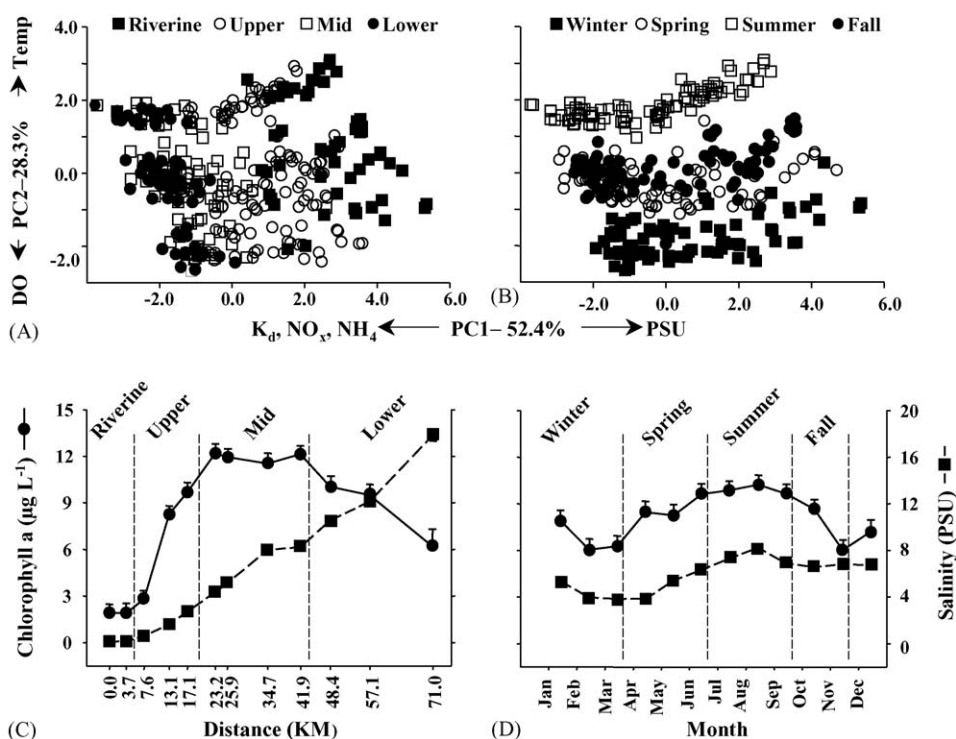 ■Riverine ○Upper □Mid ●Lower
■Winter ○Spring □Summer ●Fall
DO ← PC2–28.3% → Temp
4.0
2.0
0.0
-2.0
-2.0 0.0 2.0 4.0 6.0
-2.0 0.0 2.0 4.0 6.0
(A)
(B)
Kd, NOx, NH4 ← PC1– 52.4% → PSU
Riverine Upper Mid Lower
Chlorophyll a (µg L-1)
15
12
9
6
3
0
0.0 3.7 7.6 13.1 17.1 23.2 25.9 34.7 41.9 48.4 57.1 71.0
(C) Distance (KM)
Winter Spring Summer Fall
20
16
12
8
4
0
Salinity (PSU)
Jan Feb Mar Apr May Jun Jul Aug Sep Oct Nov Dec
(D) Month